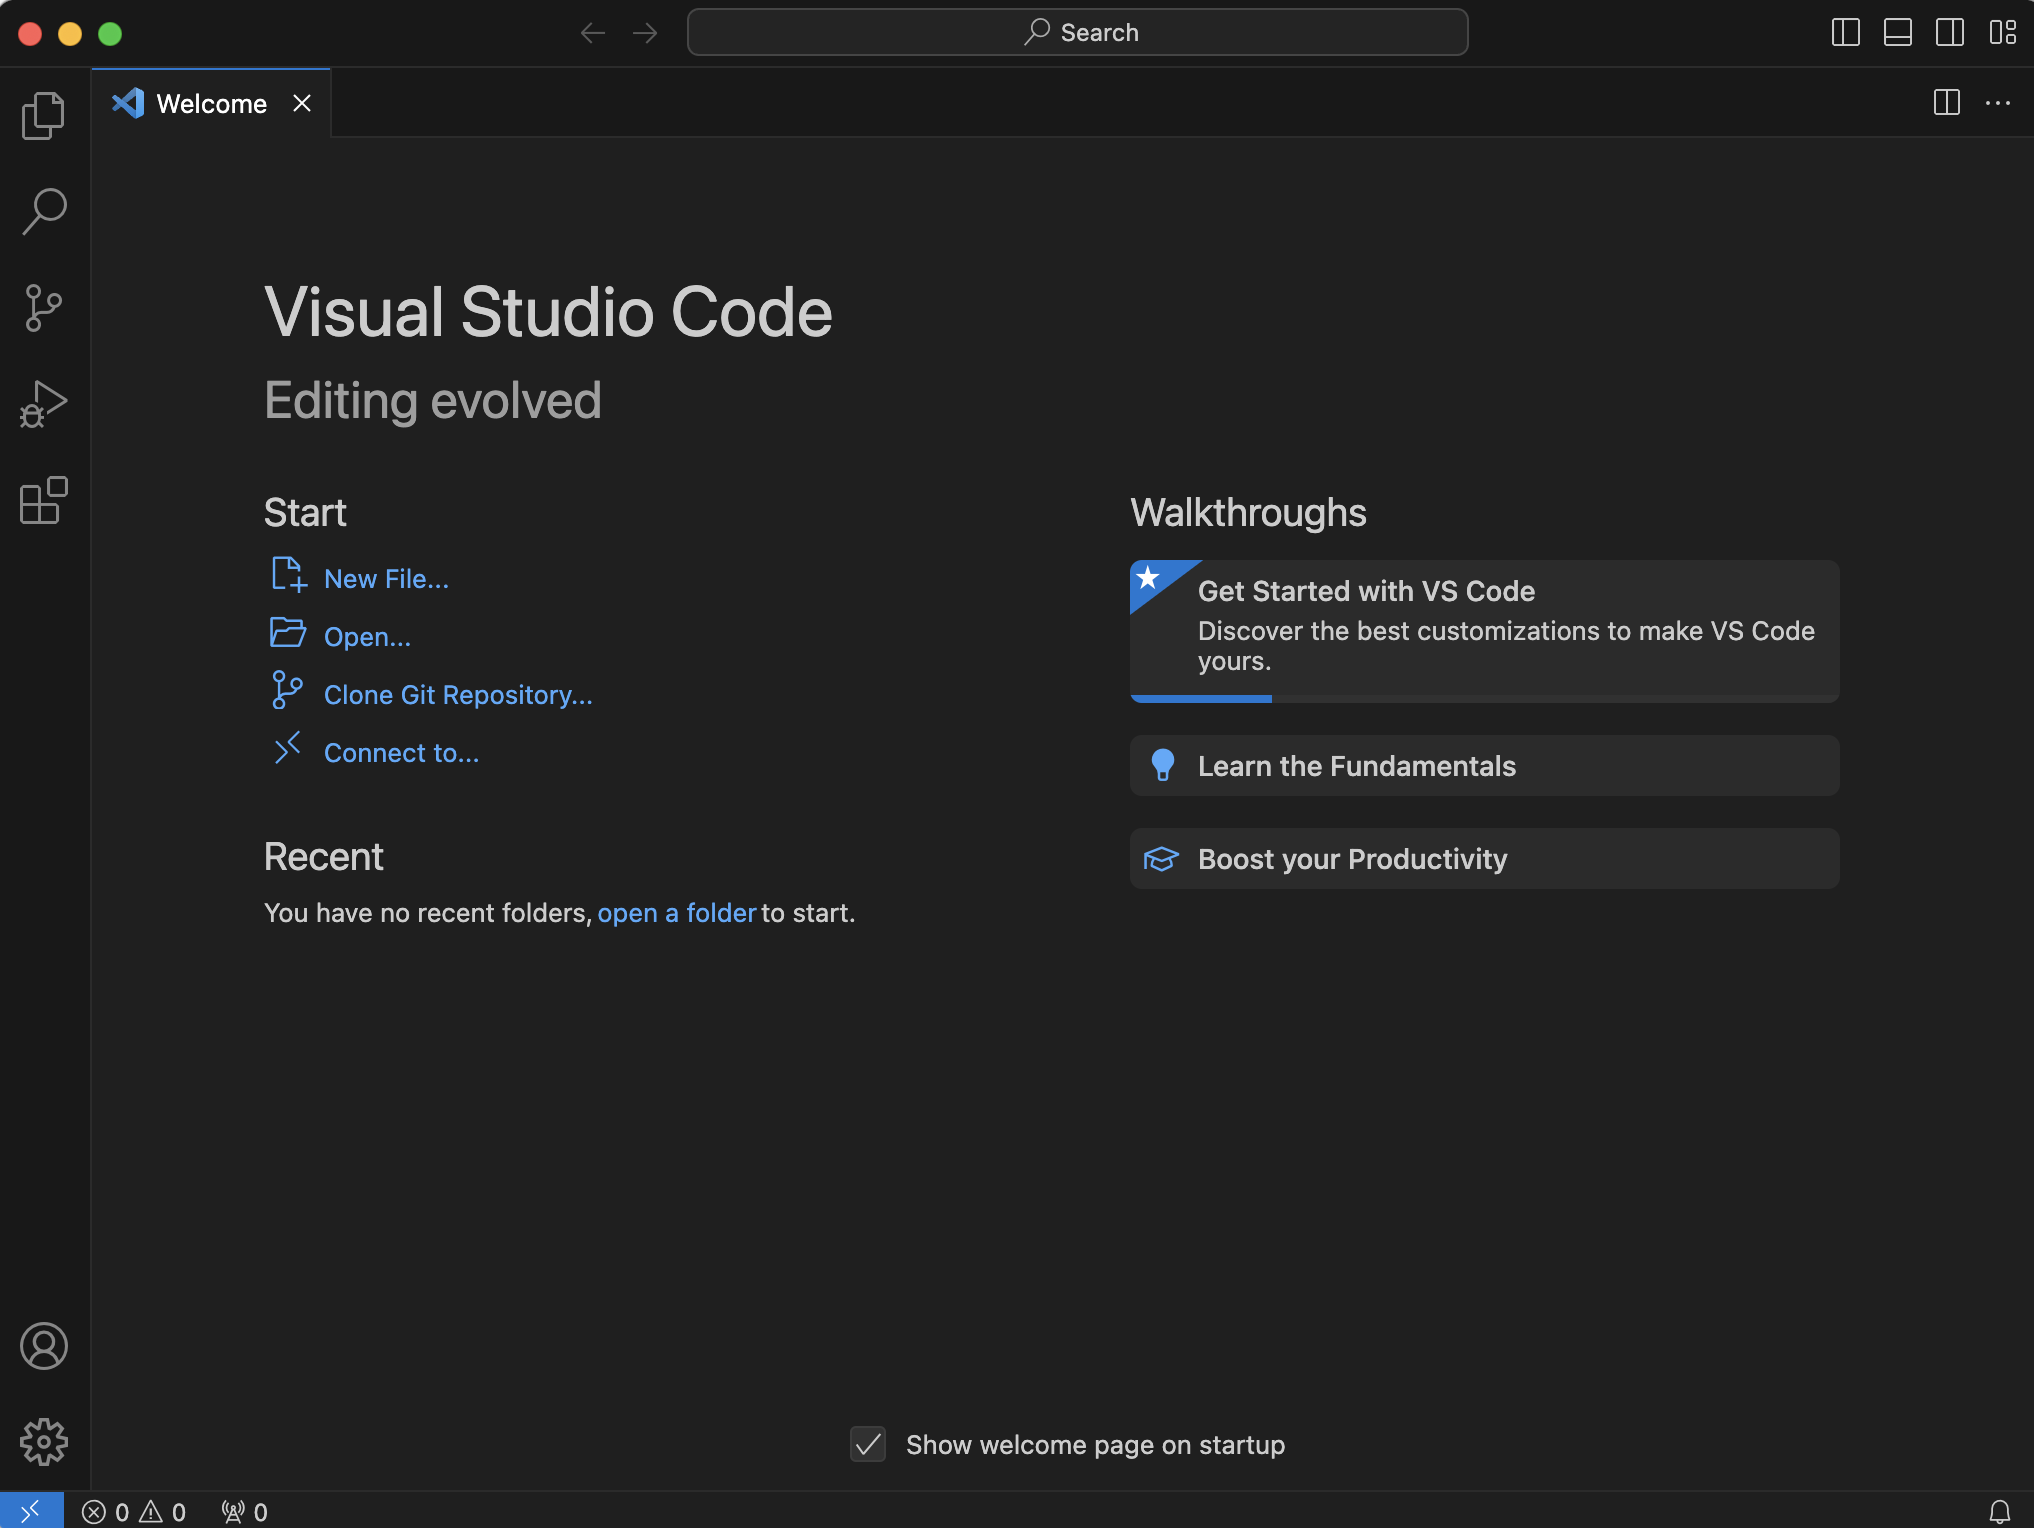 Search
Welcome
Visual Studio Code
Editing evolved
Start
New File...
Open...
Clone Git Repository...
Connect to...
Recent
You have no recent folders, open a folder to start.
Walkthroughs
Get Started with VS Code
Discover the best customizations to make VS Code
yours.
Learn the Fundamentals
Boost your Productivity
Show welcome page on startup
0 0 0